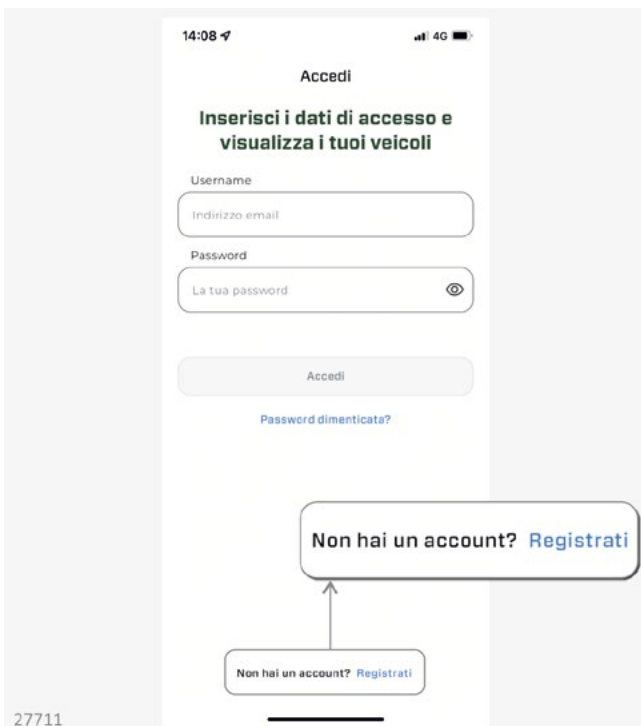 14:08 4G
Accedi
Inserisci i dati di accesso e
visualizza i tuoi veicoli
Username
Indirizzo email
Password
La tua password
Accedi
Password dimenticata?
Non hai un account? Registrati
Non hai un account? Registrati
27711